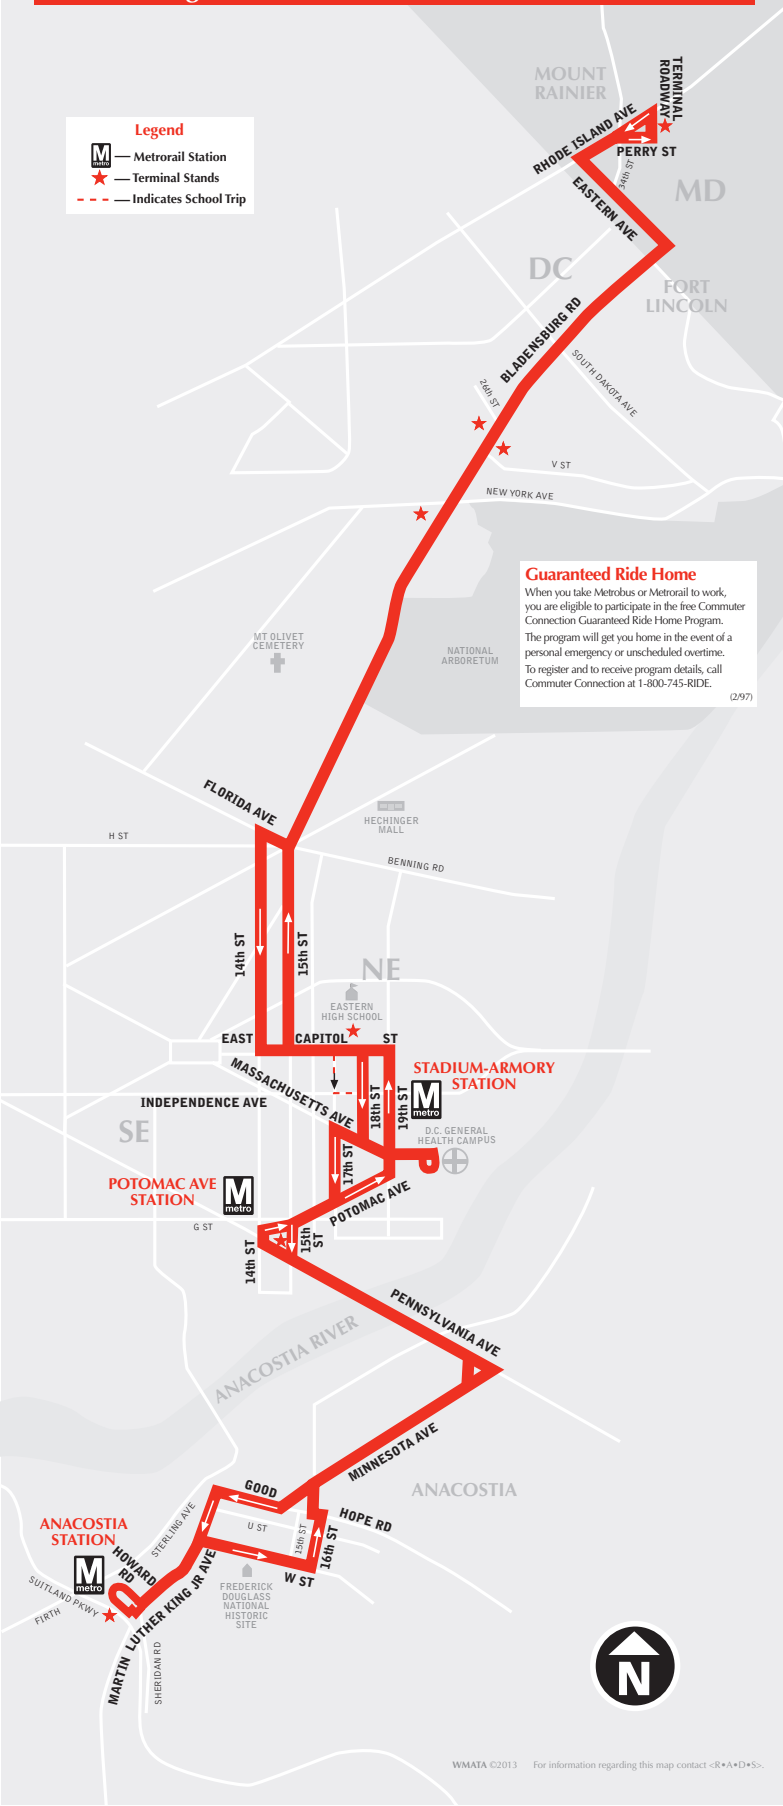 MOUNT
RAINIER
TERMINAL
ROADWAY
RHODE ISLAND AVE
PERRY ST
34th ST
EASTERN AVE
MD
Legend
M
metro
— Metrorail Station
— Terminal Stands
— Indicates School Trip
DC
FORT
LINCOLN
BLADENSBURG RD
SOUTH DAKOTA AVE
26th ST
V ST
NEW YORK AVE
Guaranteed Ride Home
When you take Metrobus or Metrorail to work,
you are eligible to participate in the free Commuter
Connection Guaranteed Ride Home Program.
The program will get you home in the event of a
personal emergency or unscheduled overtime.
To register and to receive program details, call
Commuter Connection at 1-800-745-RIDE.
(2/97)
MT OLIVET
CEMETERY
NATIONAL
ARBORETUM
FLORIDA AVE
HECHINGER
MALL
H ST
BENNING RD
14th ST
15th ST
NE
EASTERN
HIGH SCHOOL
EAST CAPITOL ST
MASSACHUSETTS AVE
STADIUM-ARMORY
STATION
M
metro
18th ST
19th ST
INDEPENDENCE AVE
SE
D.C. GENERAL
HEALTH CAMPUS
17th ST
POTOMAC AVE
STATION
M
metro
POTOMAC AVE
G ST
14th ST
15th
ST
PENNSYLVANIA AVE
ANACOSTIA RIVER
MINNESOTA AVE
ANACOSTIA
GOOD
HOPE RD
STERLING AVE
U ST
15th ST
16th ST
ANACOSTIA
STATION
M
metro
HOWARD
RD
W ST
SUITLAND PKWY
FIRTH
FREDERICK
DOUGLASS
NATIONAL
HISTORIC
SITE
MARTIN LUTHER KING JR AVE
SHERIDAN RD
N
WMATA ©2013 For information regarding this map contact <R•A•D•S>.